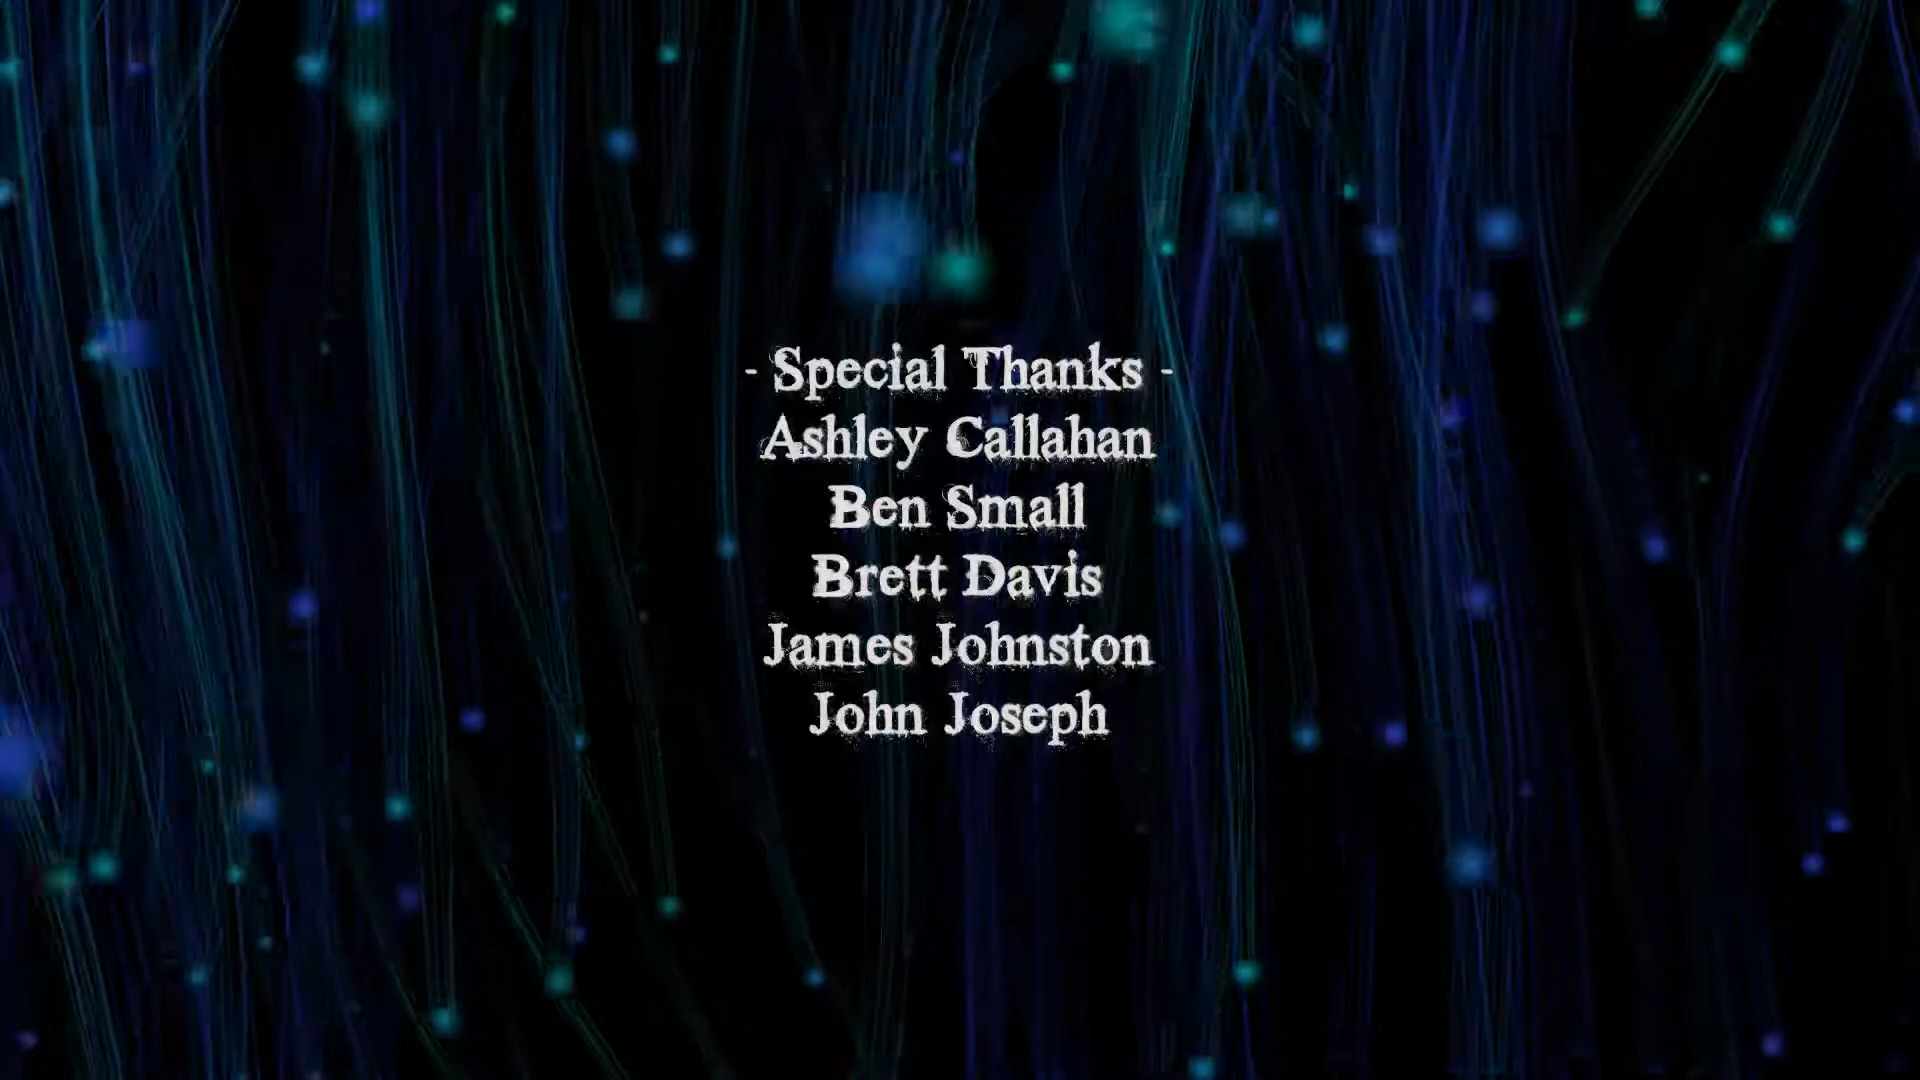 - Special Thanks -
Ashley Callahan
Ben Small
Brett Davis
James Johnston
John Joseph